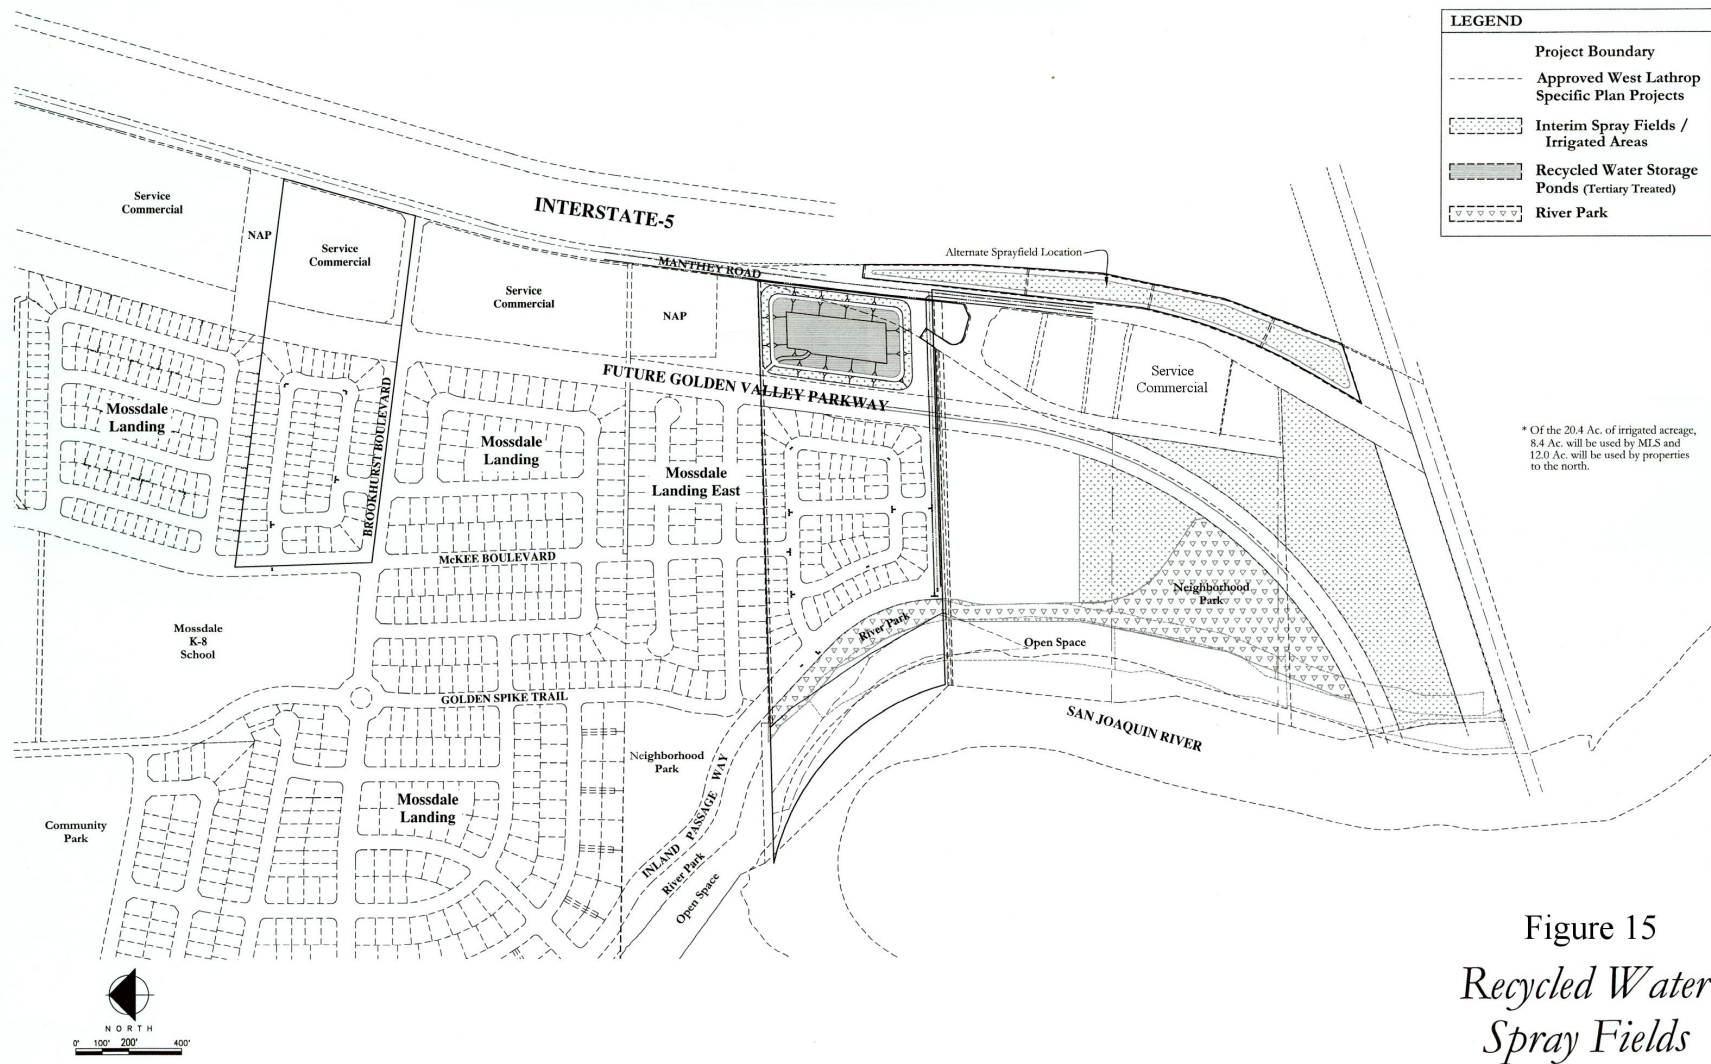 LEGEND
Project Boundary
Approved West Lathrop
Specific Plan Projects
Interim Spray Fields /
Irrigated Areas
Recycled Water Storage
Ponds (Tertiary Treated)
River Park
INTERSTATE-5
Service
Commercial
NAP
Service
Commercial
MANTHEY ROAD
Alternate Sprayfield Location
Service
Commercial
NAP
Service
Commercial
FUTURE GOLDEN VALLEY PARKWAY
BROOKHURST BOULEVARD
Mossdale
Landing
Mossdale
Landing
Mossdale
Landing East
* Of the 20.4 Ac. of irrigated acreage,
8.4 Ac. will be used by MLS and
12.0 Ac. will be used by properties
to the north.
McKEE BOULEVARD
Neighborhood
Park
River Park
Open Space
Mossdale
K-8
School
GOLDEN SPIKE TRAIL
SAN JOAQUIN RIVER
Neighborhood
Park
INLAND PASSAGE WAY
River Park
Open Space
Mossdale
Landing
Community
Park
NORTH
0' 100' 200' 400'
Figure 15
Recycled Water
Spray Fields